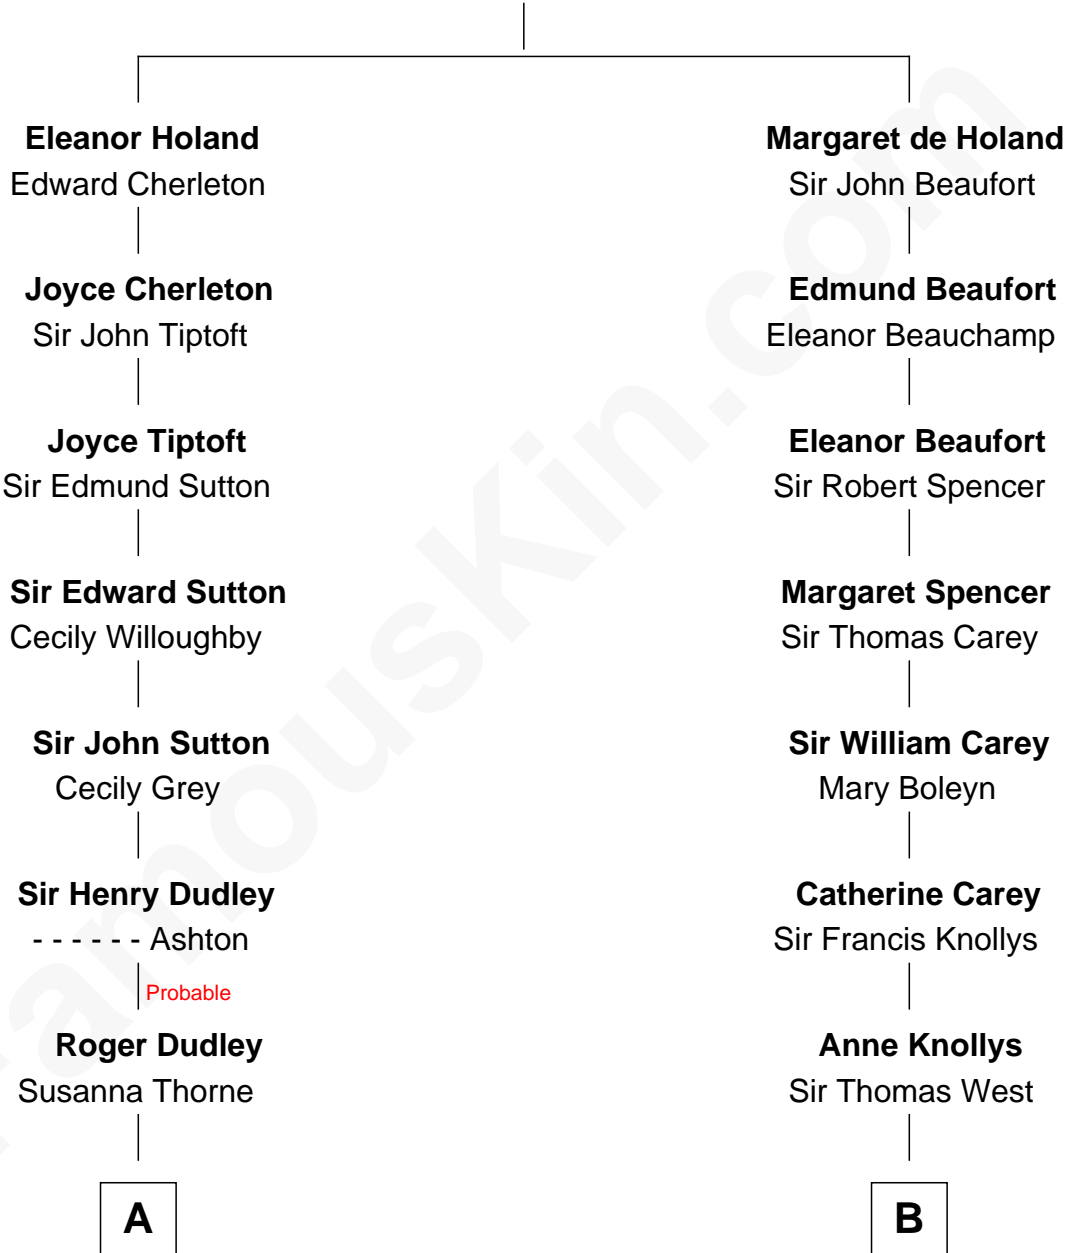 Eleanor Holand
Edward Cherleton
Joyce Cherleton
Sir John Tiptoft
Joyce Tiptoft
Sir Edmund Sutton
Sir Edward Sutton
Cecily Willoughby
Sir John Sutton
Cecily Grey
Sir Henry Dudley
- - - - - - Ashton
Probable
Roger Dudley
Susanna Thorne
A
Margaret de Holand
Sir John Beaufort
Edmund Beaufort
Eleanor Beauchamp
Eleanor Beaufort
Sir Robert Spencer
Margaret Spencer
Sir Thomas Carey
Sir William Carey
Mary Boleyn
Catherine Carey
Sir Francis Knollys
Anne Knollys
Sir Thomas West
B
FamousKin.com